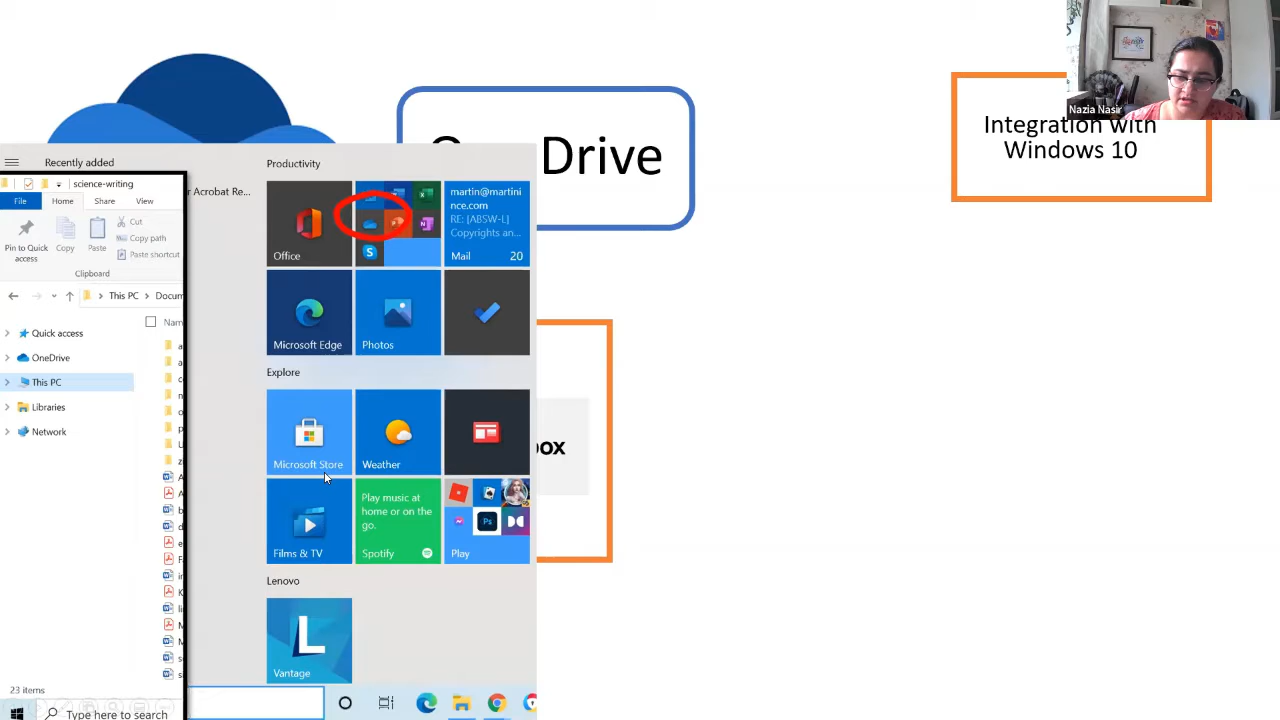 Nazia Nasir
Integration with
Windows 10
Drive
Recently added
Productivity
r Acrobat Re...
science-writing
File
Home
Share
View
Pin to Quick
access
Copy
Paste
Cut
Copy path
Paste shortcut
Clipboard
This PC
Docum
Quick access
OneDrive
This PC
Libraries
Network
23 items
Type here to search
Office
martin@martini
nce.com
RE: [ABSW-L]
Copyrights an...
Mail
20
Microsoft Edge
Photos
Explore
Microsoft Store
Weather
Films & TV
Play music at
home or on the
go.
Spotify
Ps
Play
Lenovo
L
Vantage
box